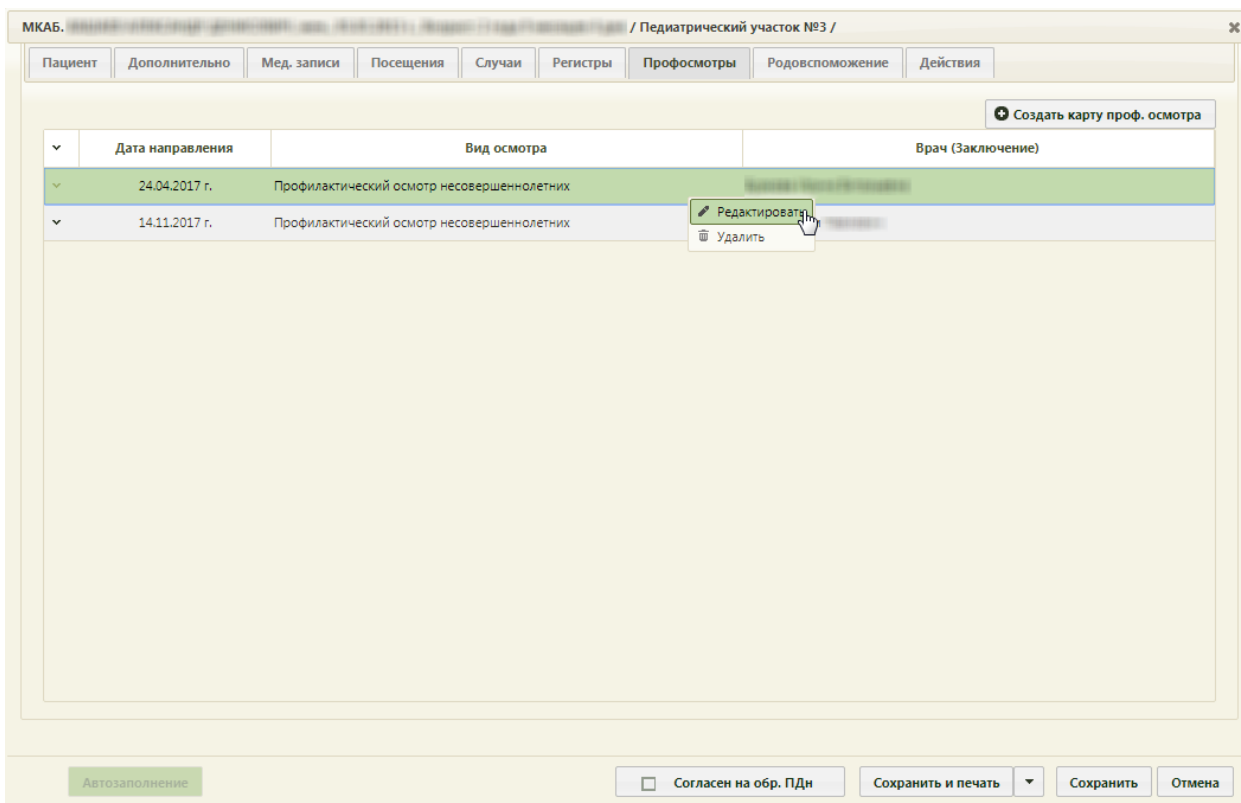 МКАБ. / Педиатрический участок №3 /
Пациент Дополнительно Мед. записи Посещения Случаи Регистры Профосмотры Родовспоможение Действия
Создать карту проф. осмотра
Дата направления Вид осмотра Врач (Заключение)
24.04.2017 г. Профилактический осмотр несовершеннолетних
Редактировать
14.11.2017 г. Профилактический осмотр несовершеннолетних
Удалить
Автозаполнение Согласен на обр. ПДн Сохранить и печать Сохранить Отмена